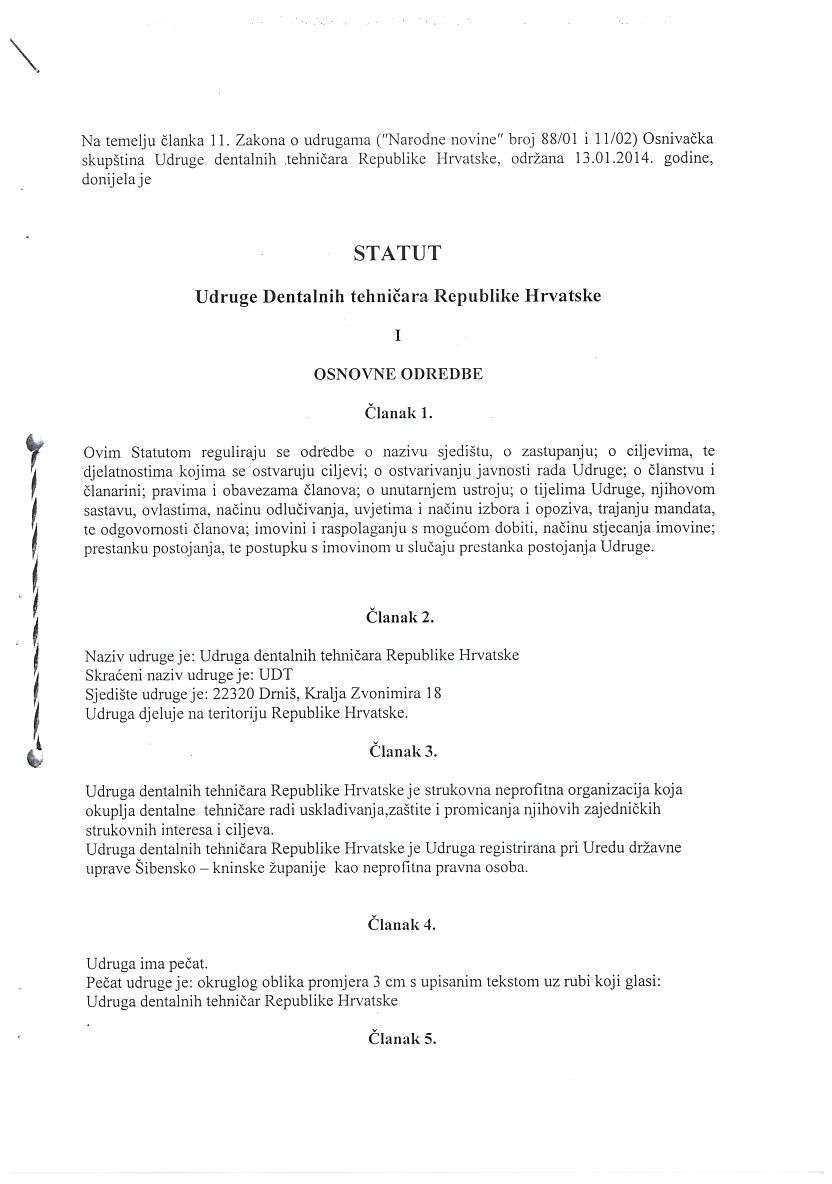 Na temelju članka 11. Zakona o udrugama ("Narodne novine" broj 88/01 i 11/02) Osnivačka
skupština Udruge dentalnih tehničara Republike Hrvatske, održana 13.01.2014. godine,
donijela je
STATUT
Udruge Dentalnih tehničara Republike Hrvatske
I
OSNOVNE ODREDBE
Članak 1.
Ovim Statutom reguliraju se odredbe o nazivu sjedištu, o zastupanju; o ciljevima, te
djelatnostima kojima se ostvaruju ciljevi; o ostvarivanju javnosti rada Udruge; o članstvu i
članarini; pravima i obavezama članova; o unutarnjem ustroju; o tijelima Udruge, njihovom
sastavu, ovlastima, načinu odlučivanja, uvjetima i načinu izbora i opoziva, trajanju mandata,
te odgovornosti članova; imovini i raspolaganju s mogućom dobiti, načinu stjecanja imovine;
prestanku postojanja, te postupku s imovinom u slučaju prestanka postojanja Udruge.
Članak 2.
Naziv udruge je: Udruga dentalnih tehničara Republike Hrvatske
Skraćeni naziv udruge je: UDT
Sjedište udruge je: 22320 Drniš, Kralja Zvonimira 18
Udruga djeluje na teritoriju Republike Hrvatske.
Članak 3.
Udruga dentalnih tehničara Republike Hrvatske je strukovna neprofitna organizacija koja
okuplja dentalne tehničare radi usklađivanja,zaštite i promicanja njihovih zajedničkih
strukovnih interesa i ciljeva.
Udruga dentalnih tehničara Republike Hrvatske je Udruga registrirana pri Uredu državne
uprave Šibensko – kninske županije kao neprofitna pravna osoba.
Članak 4.
Udruga ima pečat.
Pečat udruge je: okruglog oblika promjera 3 cm s upisanim tekstom uz rubi koji glasi:
Udruga dentalnih tehničar Republike Hrvatske
.
Članak 5.